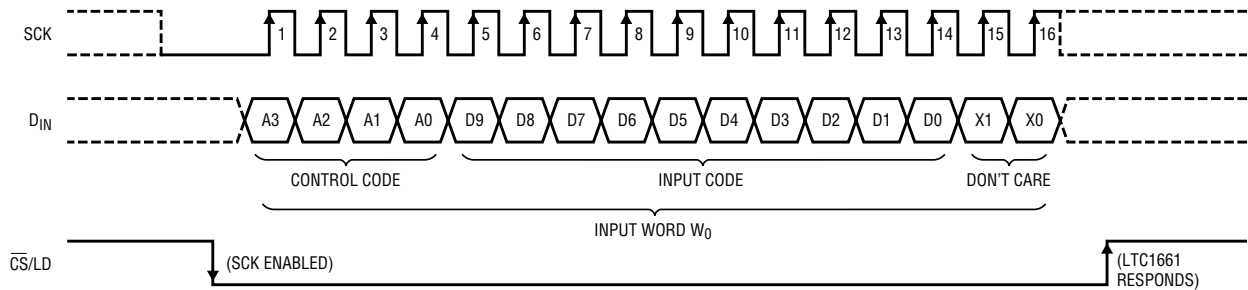 SCK 1 2 3 4 5 6 7 8 9 10 11 12 13 14 15 16
DIN A3 A2 A1 A0 D9 D8 D7 D6 D5 D4 D3 D2 D1 D0 X1 X0
CONTROL CODE INPUT CODE DON'T CARE
INPUT WORD W0
CS/LD (SCK ENABLED) (LTC1661
RESPONDS)